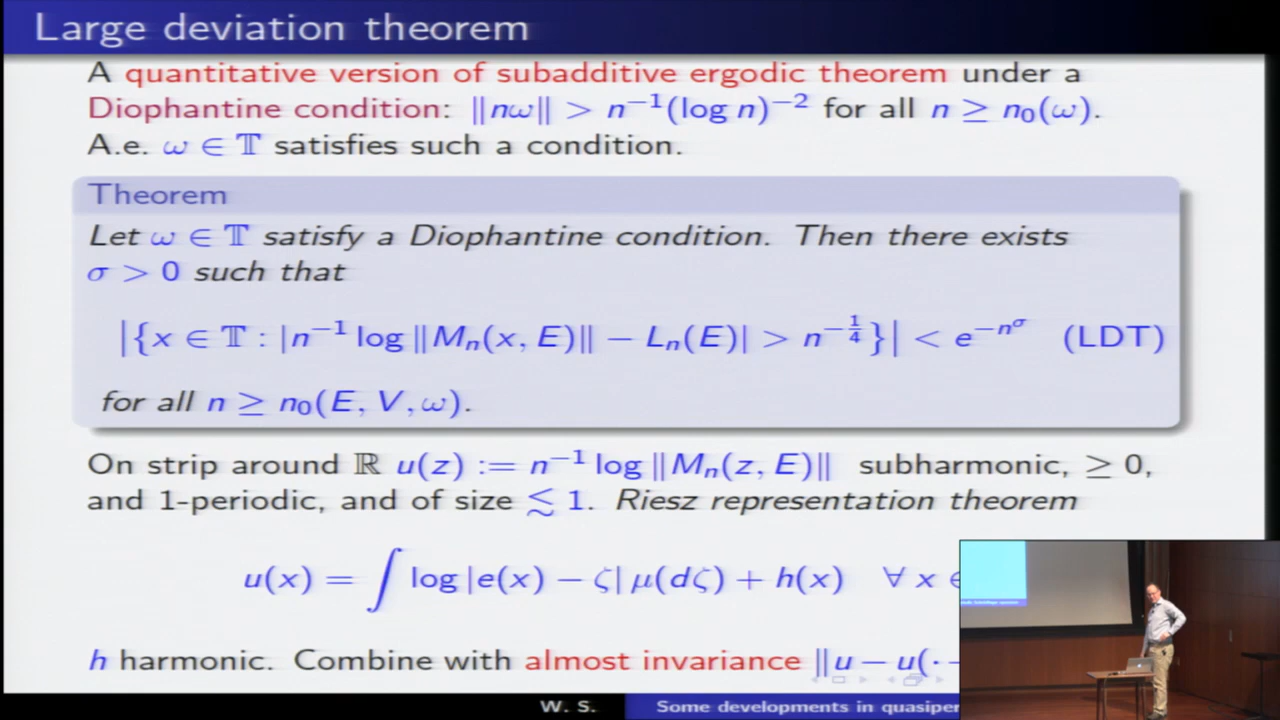 Large deviation theorem
A quantitative version of subadditive ergodic theorem under a
Diophantine condition: ‖nω‖ > n⁻¹(log n)⁻² for all n ≥ n₀(ω).
A.e. ω ∈ 𝕋 satisfies such a condition.
Theorem
Let ω ∈ 𝕋 satisfy a Diophantine condition. Then there exists
σ > 0 such that
|{x ∈ 𝕋 : |n⁻¹ log ‖Mₙ(x, E)‖ − Lₙ(E)| > n^{−1/4}}| < e^{−n^σ} (LDT)
for all n ≥ n₀(E, V, ω).
On strip around ℝ u(z) := n⁻¹ log ‖Mₙ(z, E)‖ subharmonic, ≥ 0,
and 1-periodic, and of size ≲ 1. Riesz representation theorem
u(x) = ∫ log |e(x) − ζ| μ(dζ) + h(x) ∀ x ∈
h harmonic. Combine with almost invariance ‖u − u(· −
W. S. Some developments in quasiper